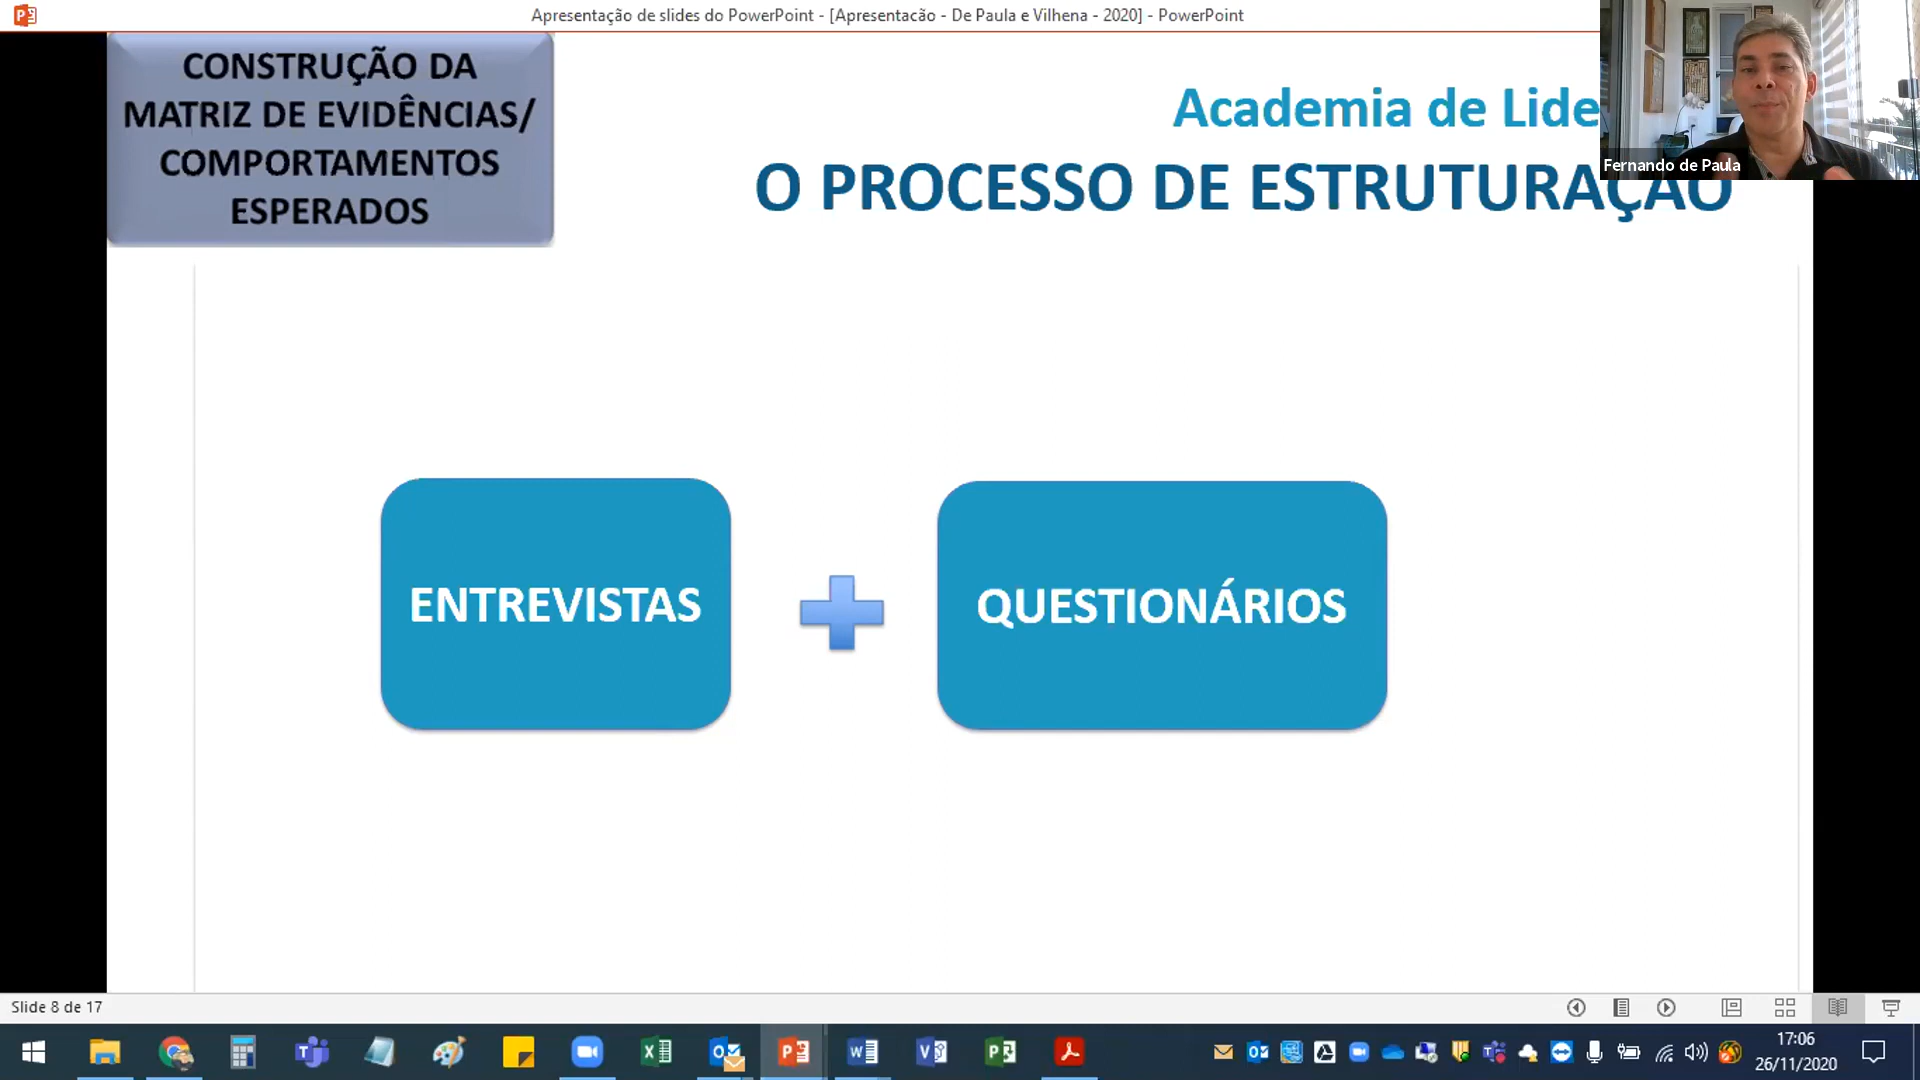 Apresentação de slides do PowerPoint - [Apresentacão - De Paula e Vilhena - 2020] - PowerPoint
CONSTRUÇÃO DA
MATRIZ DE EVIDÊNCIAS/
COMPORTAMENTOS
ESPERADOS
Academia de Lide
O PROCESSO DE ESTRUTURAÇÃO
Fernando de Paula
ENTREVISTAS
QUESTIONÁRIOS
Slide 8 de 17
17:06
26/11/2020